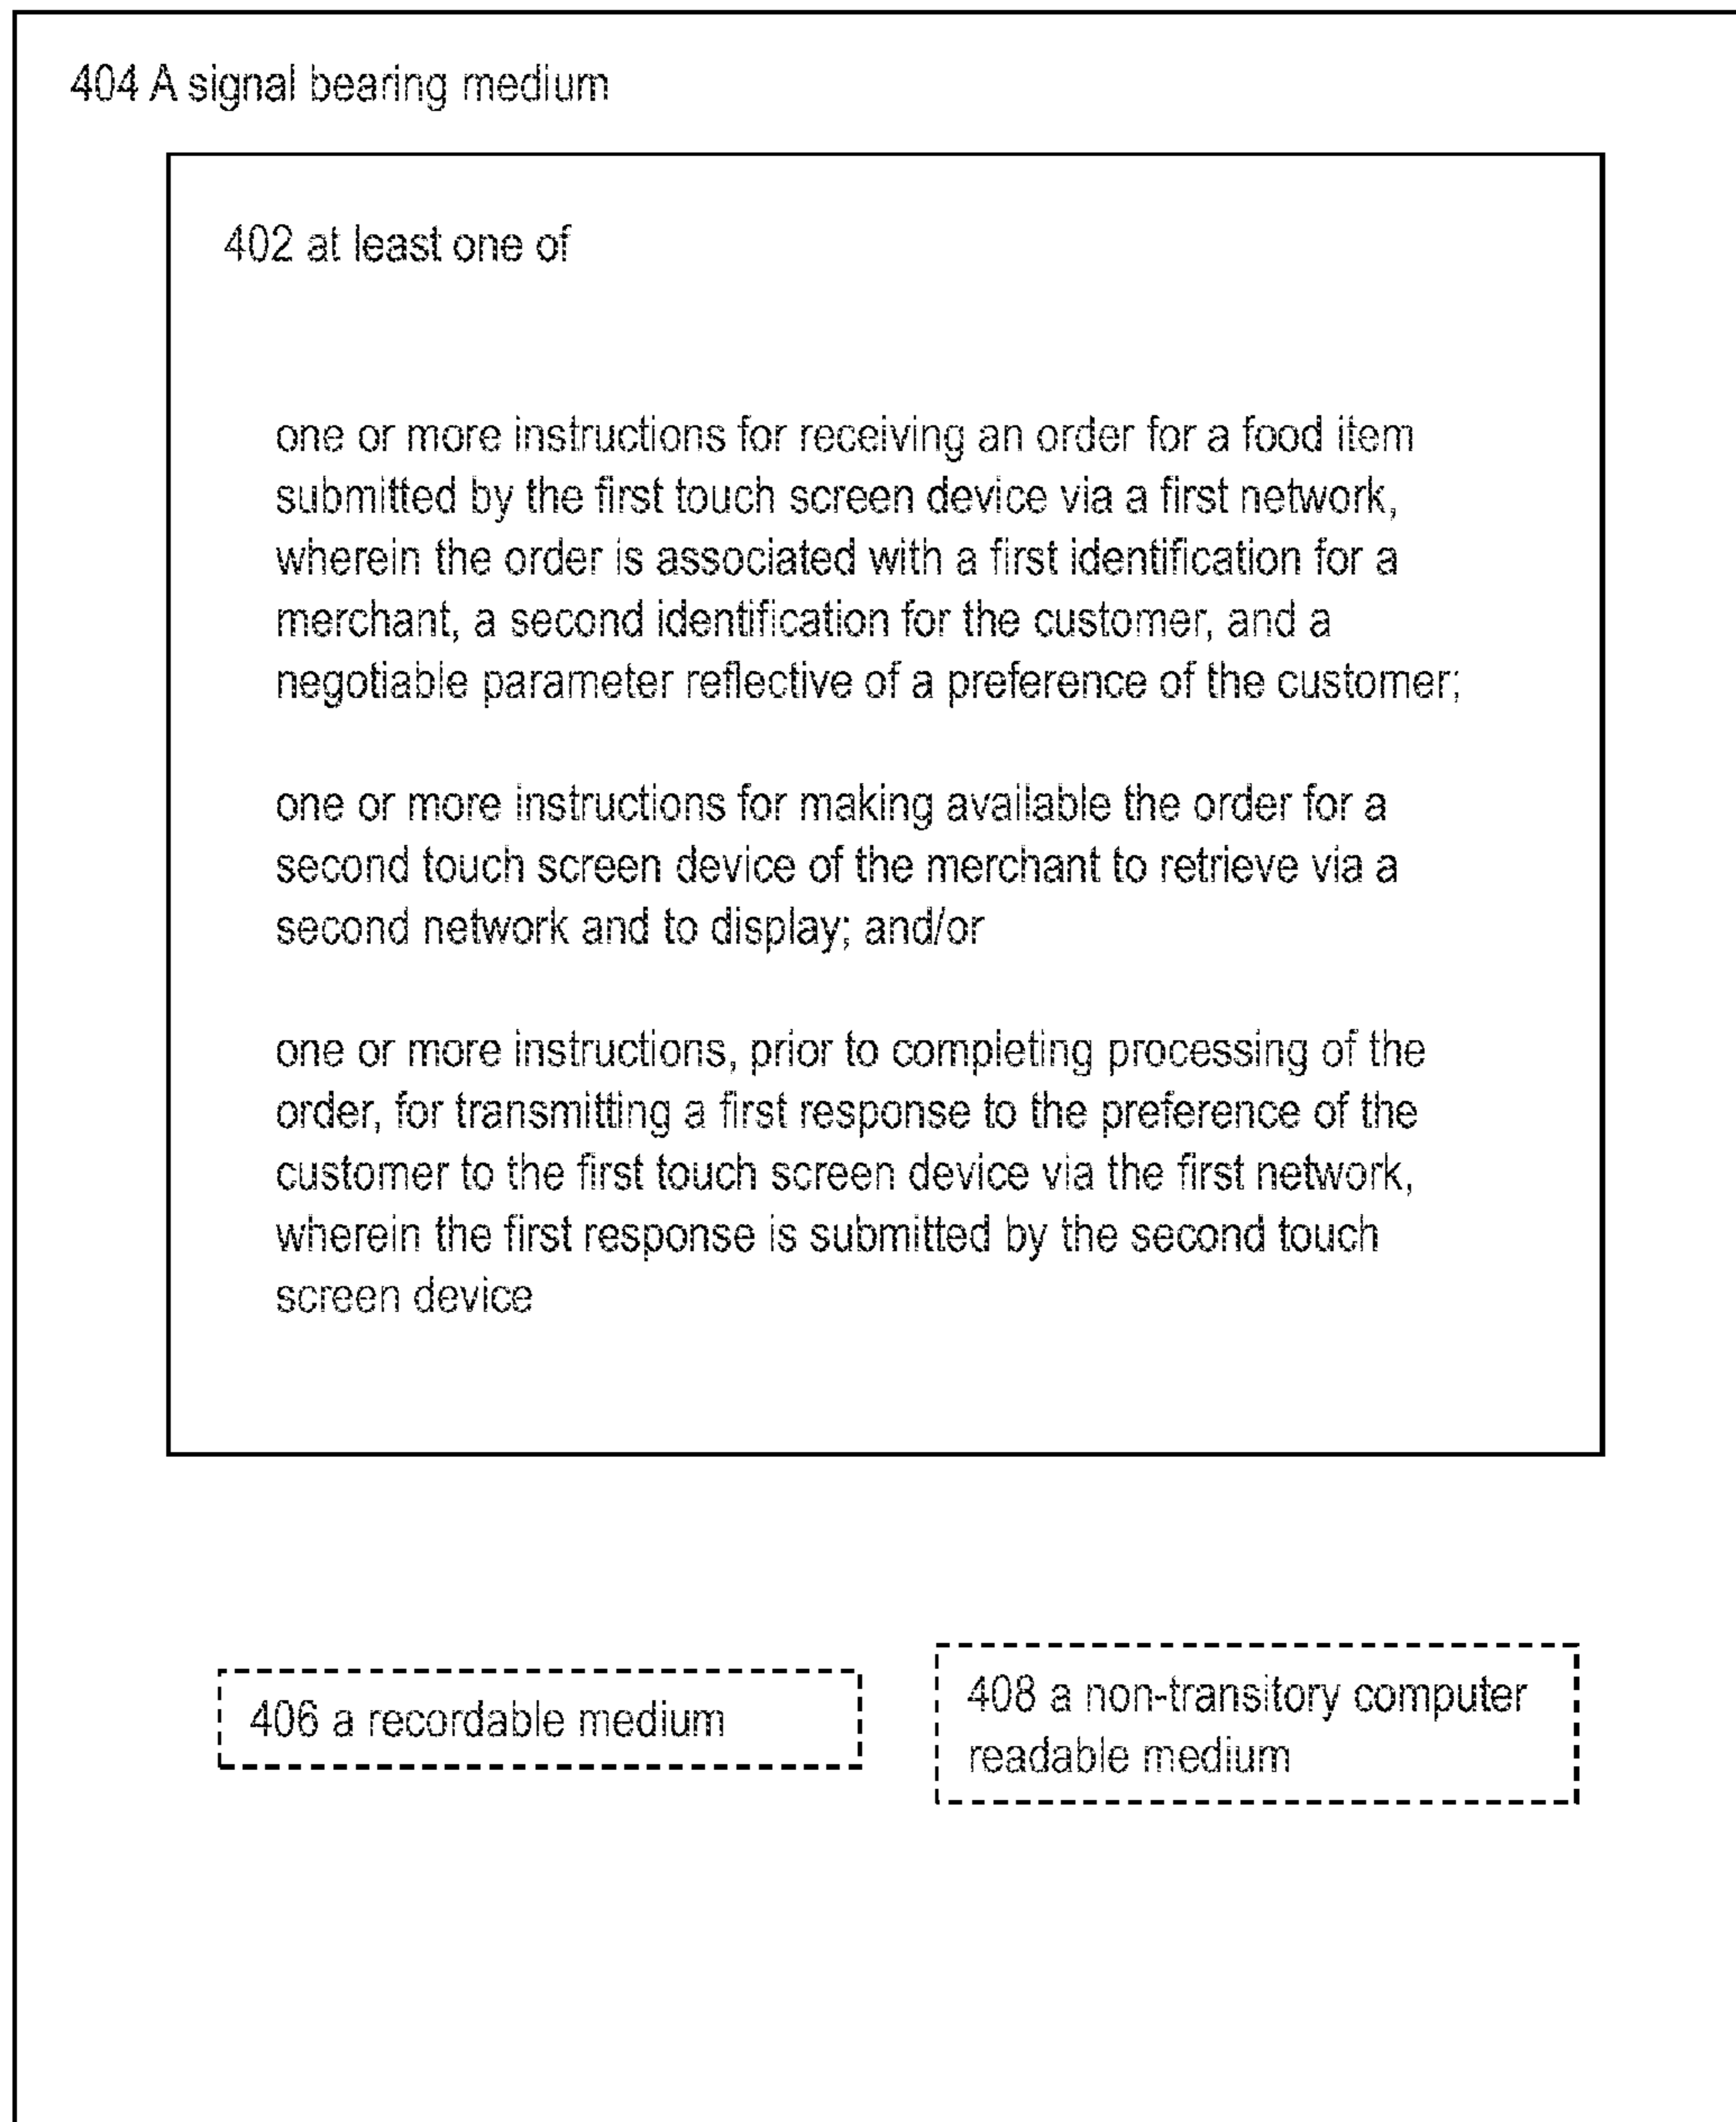 404 A signal bearing medium
402 at least one of
one or more instructions for receiving an order for a food item
submitted by the first touch screen device via a first network,
wherein the order is associated with a first identification for a
merchant, a second identification for the customer, and a
negotiable parameter reflective of a preference of the customer;
one or more instructions for making available the order for a
second touch screen device of the merchant to retrieve via a
second network and to display; and/or
one or more instructions, prior to completing processing of the
order, for transmitting a first response to the preference of the
customer to the first touch screen device via the first network,
wherein the first response is submitted by the second touch
screen device
406 a recordable medium
408 a non-transitory computer
readable medium